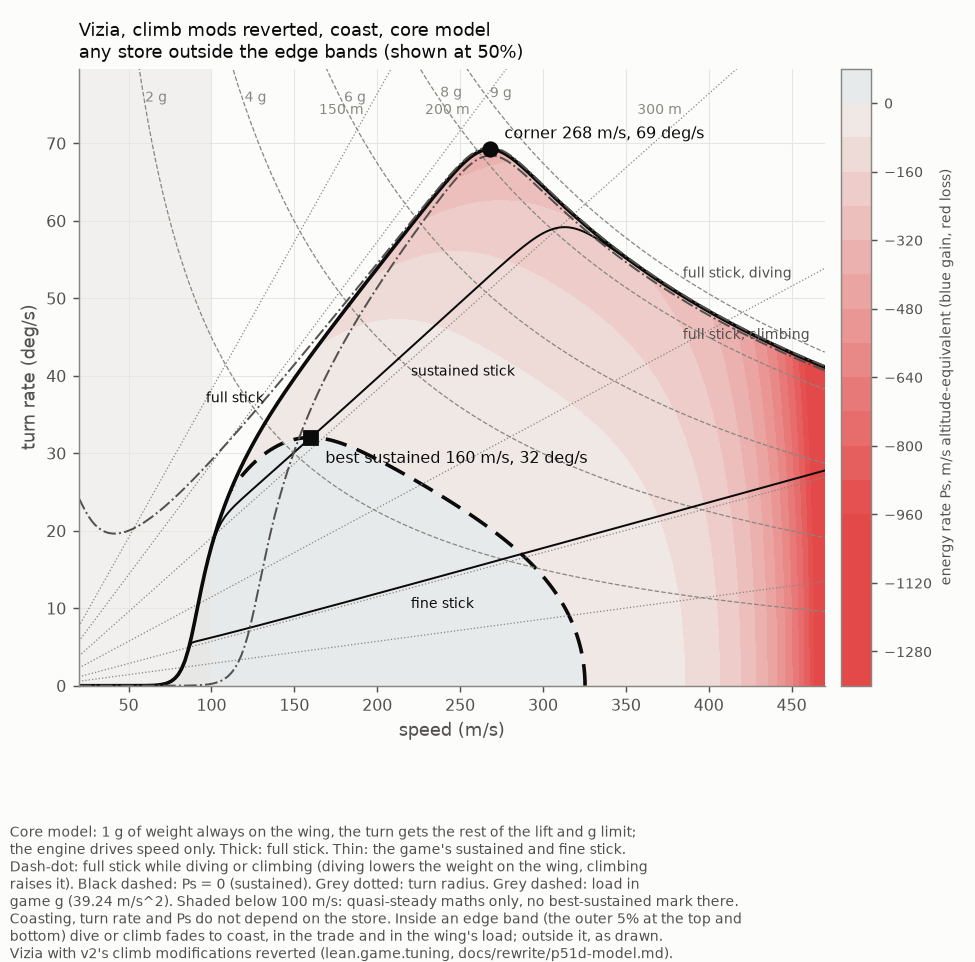 Vizia, climb mods reverted, coast, core model
any store outside the edge bands (shown at 50%)
2 g
4 g
6 g
8 g
9 g
150 m
200 m
300 m
corner 268 m/s, 69 deg/s
full stick, diving
full stick, climbing
sustained stick
full stick
best sustained 160 m/s, 32 deg/s
fine stick
turn rate (deg/s)
70
60
50
40
30
20
10
0
50
100
150
200
250
300
350
400
450
speed (m/s)
0
−160
−320
−480
−640
−800
−960
−1120
−1280
energy rate Ps, m/s altitude-equivalent (blue gain, red loss)
Core model: 1 g of weight always on the wing, the turn gets the rest of the lift and g limit;
the engine drives speed only. Thick: full stick. Thin: the game's sustained and fine stick.
Dash-dot: full stick while diving or climbing (diving lowers the weight on the wing, climbing
raises it). Black dashed: Ps = 0 (sustained). Grey dotted: turn radius. Grey dashed: load in
game g (39.24 m/s^2). Shaded below 100 m/s: quasi-steady maths only, no best-sustained mark there.
Coasting, turn rate and Ps do not depend on the store. Inside an edge band (the outer 5% at the top and
bottom) dive or climb fades to coast, in the trade and in the wing's load; outside it, as drawn.
Vizia with v2's climb modifications reverted (lean.game.tuning, docs/rewrite/p51d-model.md).